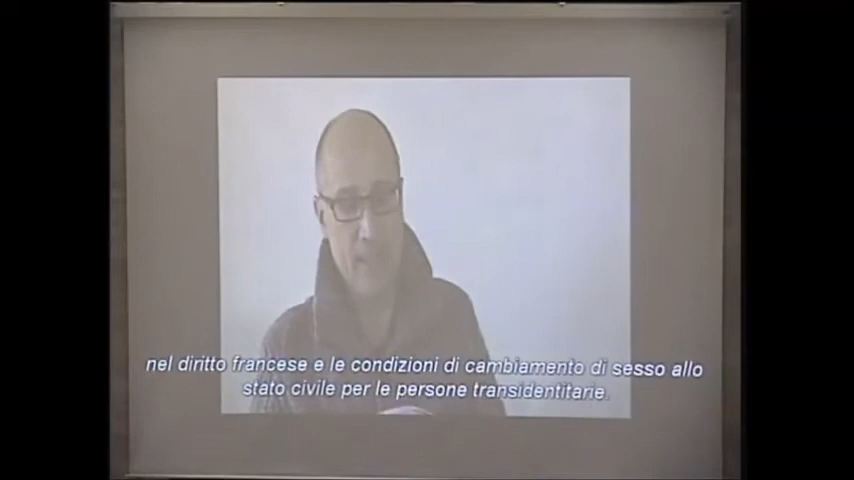 nel diritto francese e le condizioni di cambiamento di sesso allo
stato civile per le persone transidentitarie.